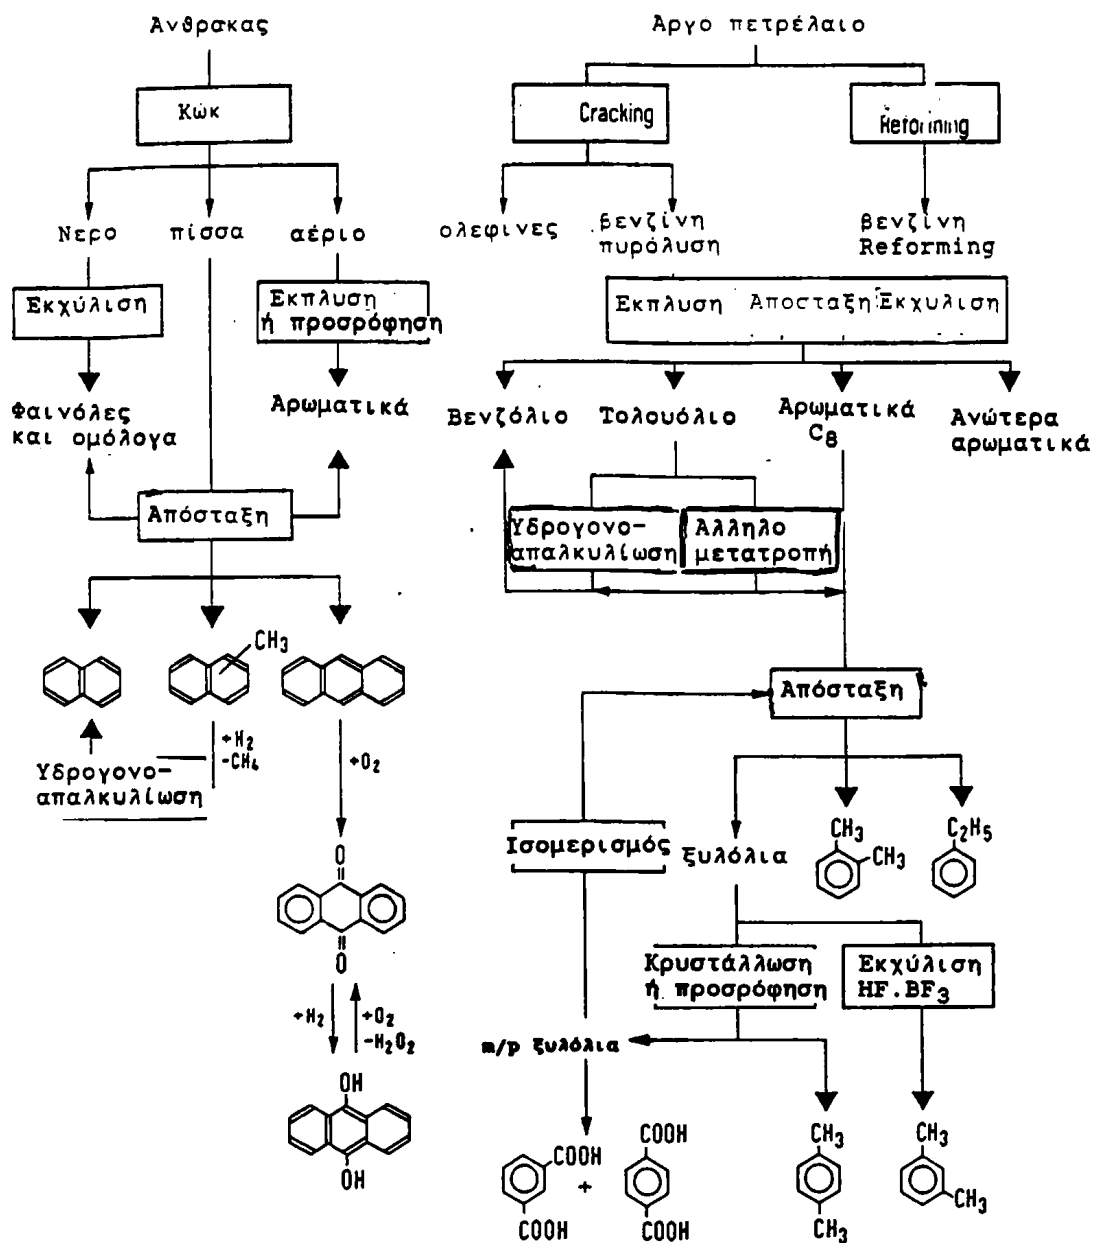 Άνθρακας
Αργο πετρέλαιο
Κώκ
Cracking
Reforming
Νερο
πίσσα
αέριο
ολεφινες
βενζίνη
πυρόλυση
βενζίνη
Reforming
Εκχύλιση
Εκπλυση
ή προσρόφηση
Εκπλυση
Απόσταξη
Εκχυλιση
Φαινόλες
και ομόλογα
Αρωματικά
Βενζόλιο
Τολουόλιο
Αρωματικά
C8
Ανώτερα
αρωματικά
Απόσταξη
Υδρογονο-
απαλκυλίωση
Άλληλο
μετατροπή
CH3
Απόσταξη
+H2
-CH4
+O2
Υδρογονο-
απαλκυλίωση
Ισομερισμός
ξυλόλια
CH3
CH3
C2H5
O
O
Κρυστάλλωση
ή προσρόφηση
Εκχύλιση
HF.BF3
+H2
+O2
-H2O2
m/p ξυλόλια
OH
OH
COOH
+
COOH
COOH
COOH
CH3
CH3
CH3
CH3